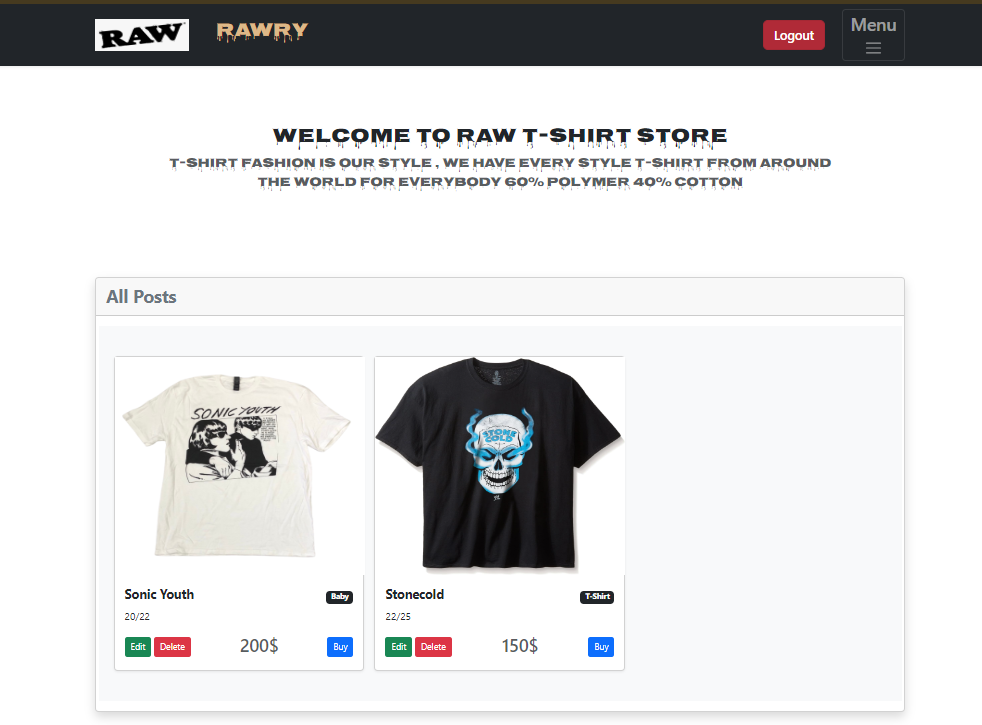 RAW
RAWRY
Logout
Menu
WELCOME TO RAW T-SHIRT STORE
T-SHIRT FASHION IS OUR STYLE , WE HAVE EVERY STYLE T-SHIRT FROM AROUND
THE WORLD FOR EVERYBODY 60% POLYMER 40% COTTON
All Posts
SONIC YOUTH
STONE
COLD
Sonic Youth
Baby
20/22
Edit
Delete
200$
Buy
Stonecold
T-Shirt
22/25
Edit
Delete
150$
Buy